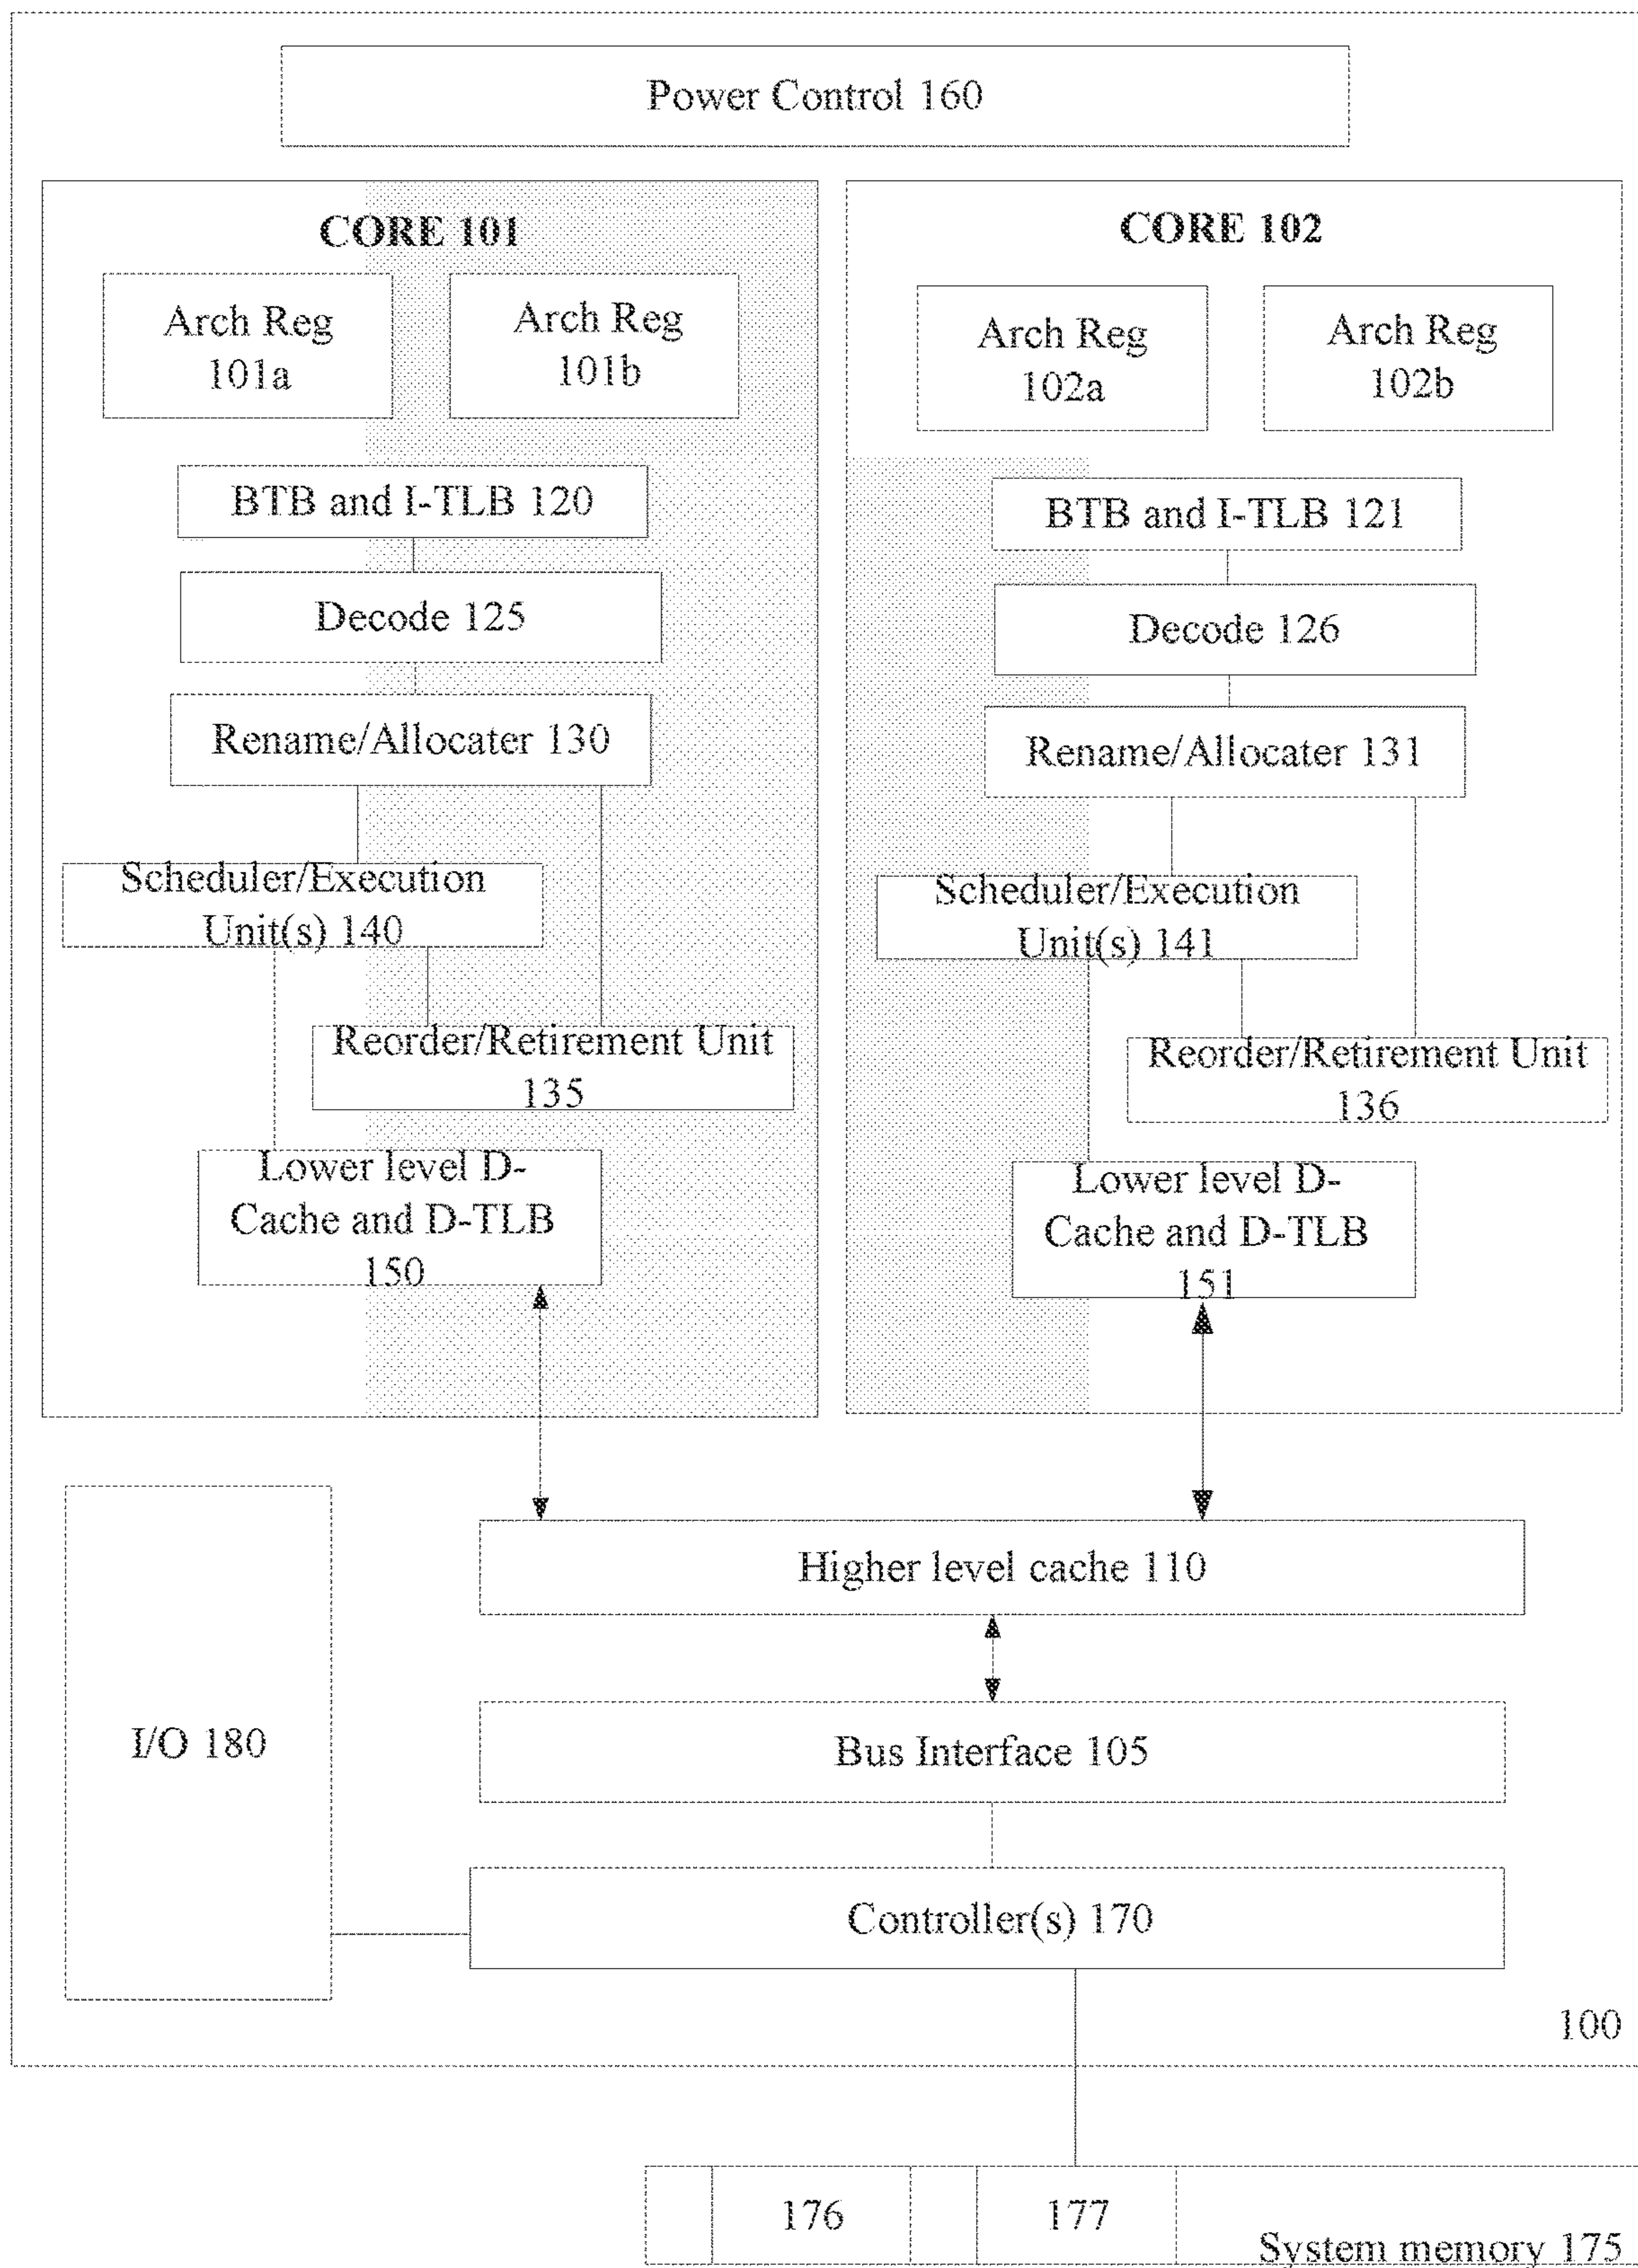 Power Control 160
CORE 101
Arch Reg
101a
Arch Reg
101b
BTB and I-TLB 120
Decode 125
Rename/Allocater 130
Scheduler/Execution
Unit(s) 140
Reorder/Retirement Unit
135
Lower level D-
Cache and D-TLB
150
CORE 102
Arch Reg
102a
Arch Reg
102b
BTB and I-TLB 121
Decode 126
Rename/Allocater 131
Scheduler/Execution
Unit(s) 141
Reorder/Retirement Unit
136
Lower level D-
Cache and D-TLB
151
Higher level cache 110
I/O 180
Bus Interface 105
Controller(s) 170
100
176
177
System memory 175